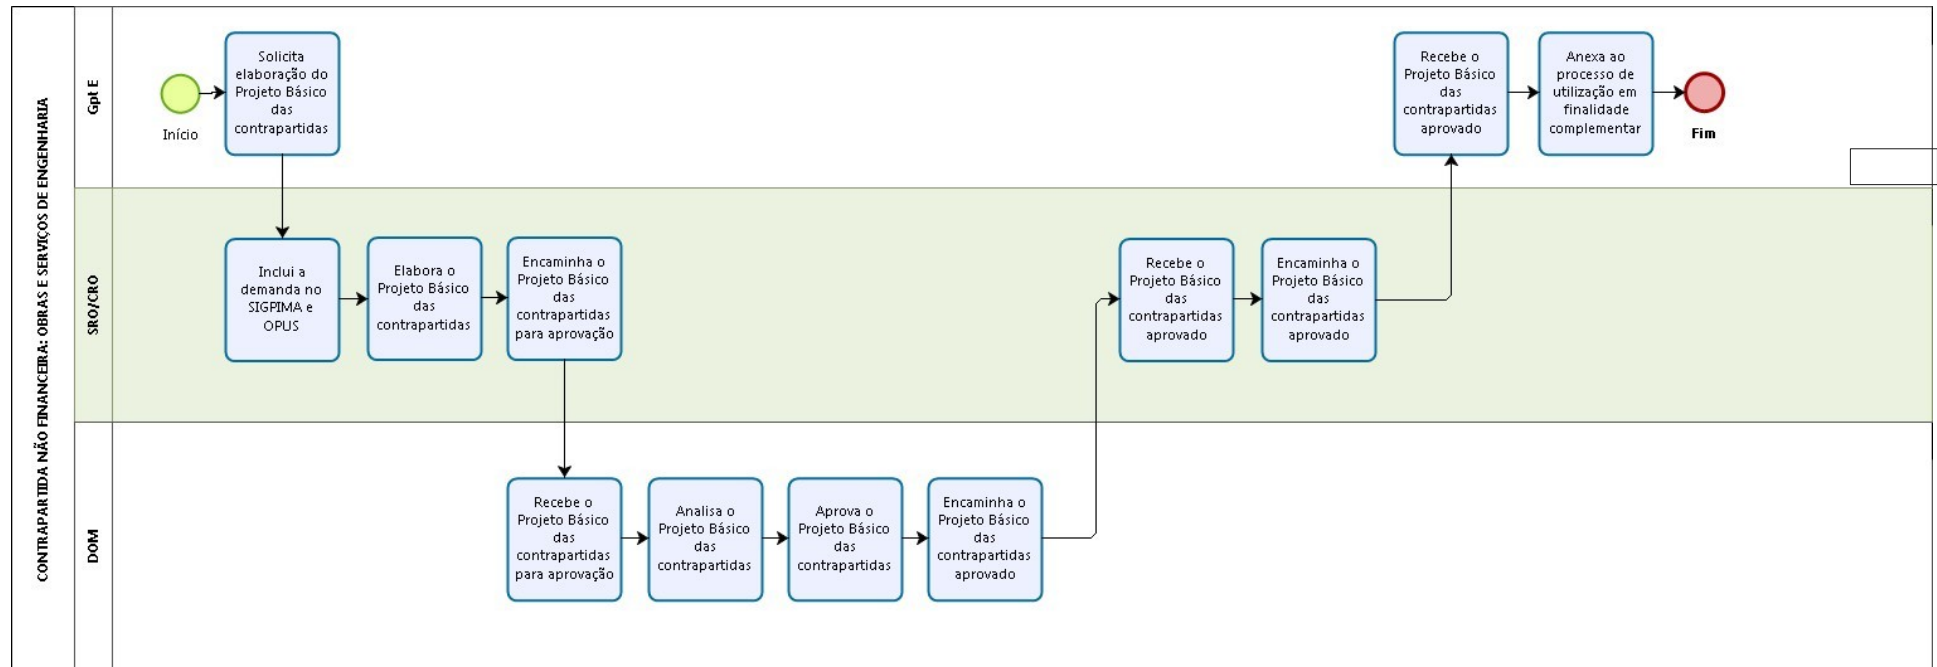 CONTRAPARTIDA NÃO FINANCEIRA: OBRAS E SERVIÇOS DE ENGENHARIA
Gpt E
Início
Solicita
elaboração do
Projeto Básico
das
contrapartidas
Recebe o
Projeto Básico
das
contrapartidas
aprovado
Anexa ao
processo de
utilização em
finalidade
complementar
Fim
SRO/CRO
Inclui a
demanda no
SIGPIMA e
OPUS
Elabora o
Projeto Básico
das
contrapartidas
Encaminha o
Projeto Básico
das
contrapartidas
para aprovação
Recebe o
Projeto Básico
das
contrapartidas
aprovado
Encaminha o
Projeto Básico
das
contrapartidas
aprovado
DOM
Recebe o
Projeto Básico
das
contrapartidas
para aprovação
Analisa o
Projeto Básico
das
contrapartidas
Aprova o
Projeto Básico
das
contrapartidas
Encaminha o
Projeto Básico
das
contrapartidas
aprovado